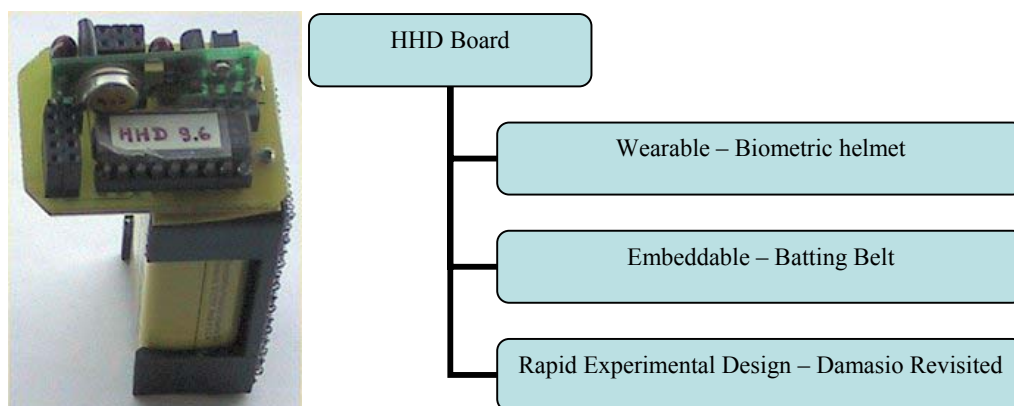 HHD 9.6
HHD Board
Wearable – Biometric helmet
Embeddable – Batting Belt
Rapid Experimental Design – Damasio Revisited